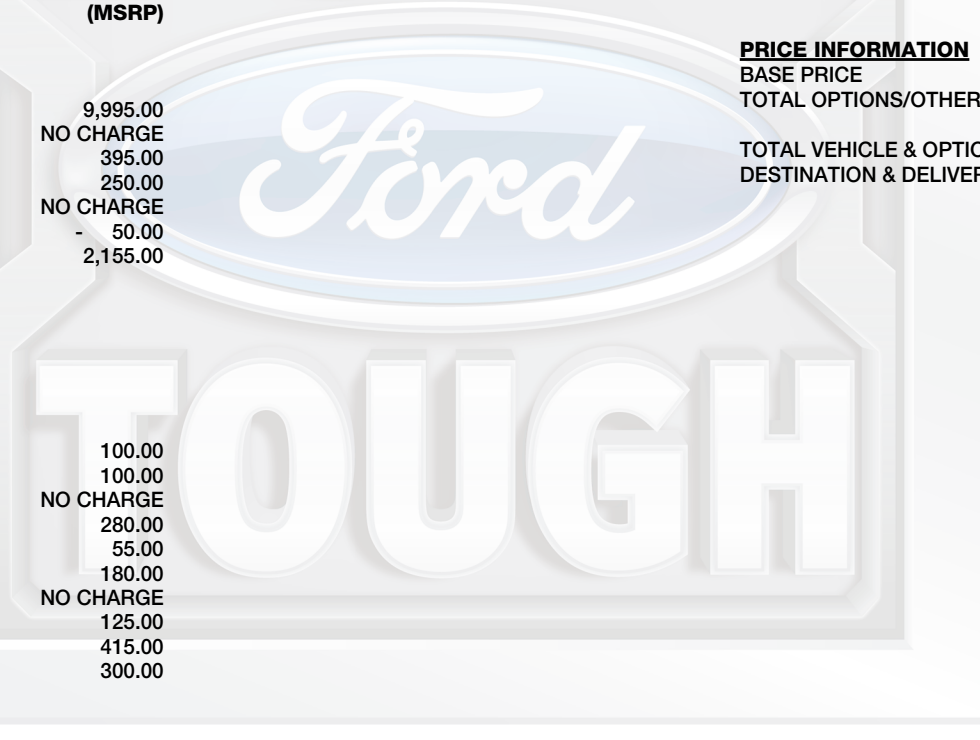 (MSRP)
9,995.00
NO CHARGE
395.00
250.00
NO CHARGE
- 50.00
2,155.00
100.00
100.00
NO CHARGE
280.00
55.00
180.00
NO CHARGE
125.00
415.00
300.00
PRICE INFORMATION
BASE PRICE
TOTAL OPTIONS/OTHER
TOTAL VEHICLE & OPTIO
DESTINATION & DELIVER
Ford
TOUGH